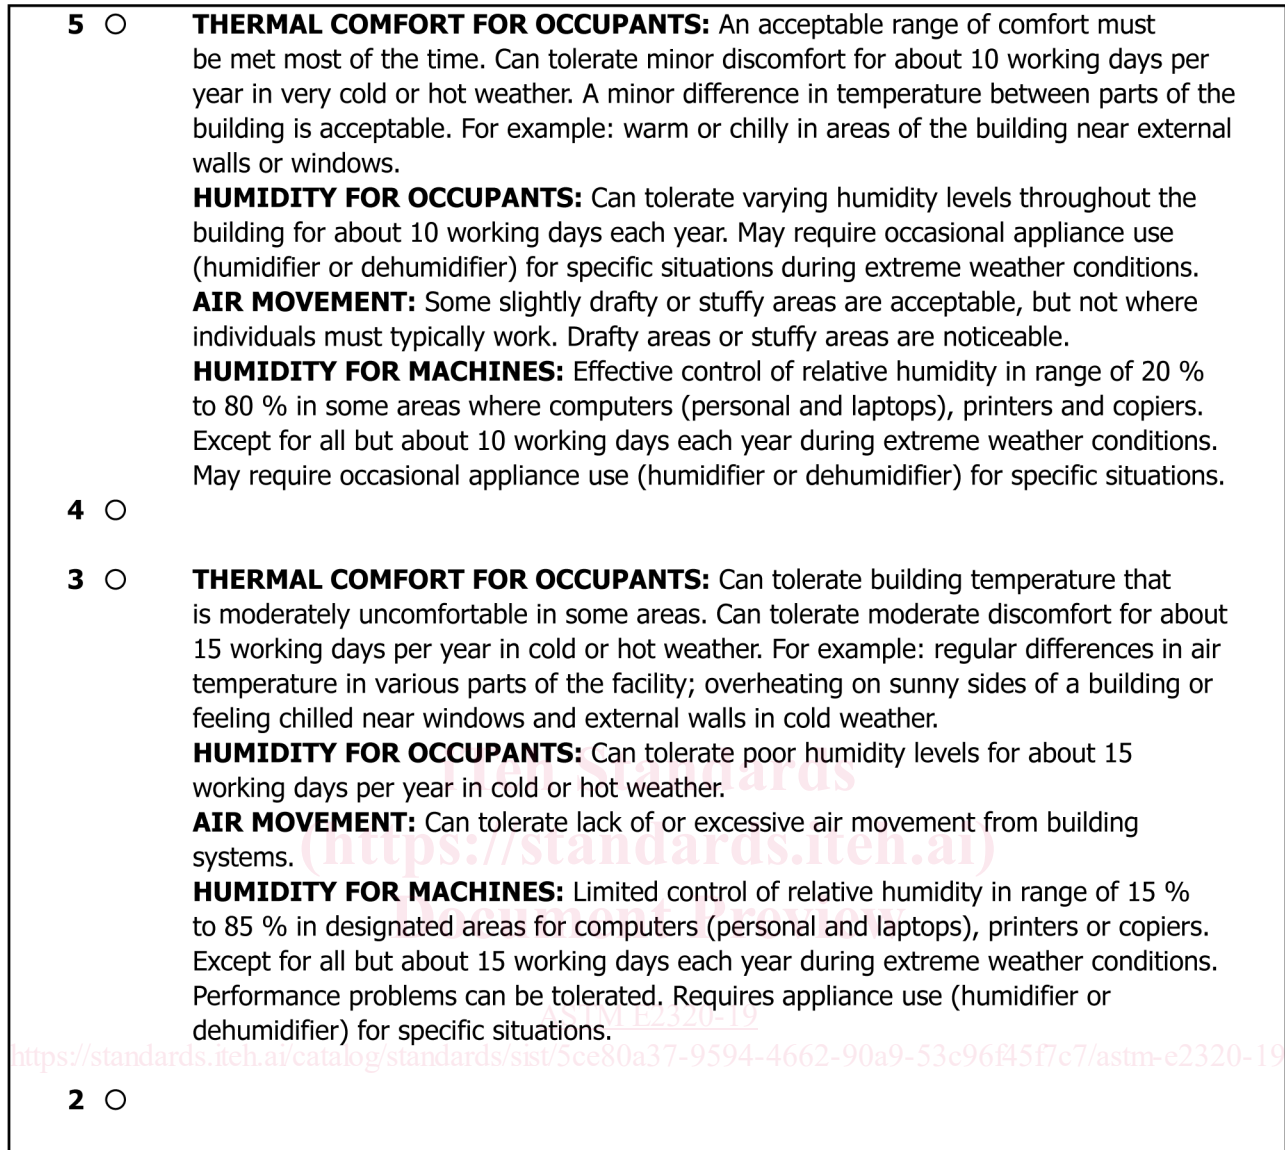 5 ○ THERMAL COMFORT FOR OCCUPANTS: An acceptable range of comfort must
be met most of the time. Can tolerate minor discomfort for about 10 working days per
year in very cold or hot weather. A minor difference in temperature between parts of the
building is acceptable. For example: warm or chilly in areas of the building near external
walls or windows.
HUMIDITY FOR OCCUPANTS: Can tolerate varying humidity levels throughout the
building for about 10 working days each year. May require occasional appliance use
(humidifier or dehumidifier) for specific situations during extreme weather conditions.
AIR MOVEMENT: Some slightly drafty or stuffy areas are acceptable, but not where
individuals must typically work. Drafty areas or stuffy areas are noticeable.
HUMIDITY FOR MACHINES: Effective control of relative humidity in range of 20 %
to 80 % in some areas where computers (personal and laptops), printers and copiers.
Except for all but about 10 working days each year during extreme weather conditions.
May require occasional appliance use (humidifier or dehumidifier) for specific situations.
4 ○
3 ○ THERMAL COMFORT FOR OCCUPANTS: Can tolerate building temperature that
is moderately uncomfortable in some areas. Can tolerate moderate discomfort for about
15 working days per year in cold or hot weather. For example: regular differences in air
temperature in various parts of the facility; overheating on sunny sides of a building or
feeling chilled near windows and external walls in cold weather.
HUMIDITY FOR OCCUPANTS: Can tolerate poor humidity levels for about 15
working days per year in cold or hot weather.
iTeh Standards
AIR MOVEMENT: Can tolerate lack of or excessive air movement from building
systems.
(https://standards.iteh.ai)
HUMIDITY FOR MACHINES: Limited control of relative humidity in range of 15 %
to 85 % in designated areas for computers (personal and laptops), printers or copiers.
Document Preview
Except for all but about 15 working days each year during extreme weather conditions.
Performance problems can be tolerated. Requires appliance use (humidifier or
dehumidifier) for specific situations.
ASTM E2320-19
https://standards.iteh.ai/catalog/standards/sist/5ce80a37-9594-4662-90a9-53c96f45f7c7/astm-e2320-19
2 ○